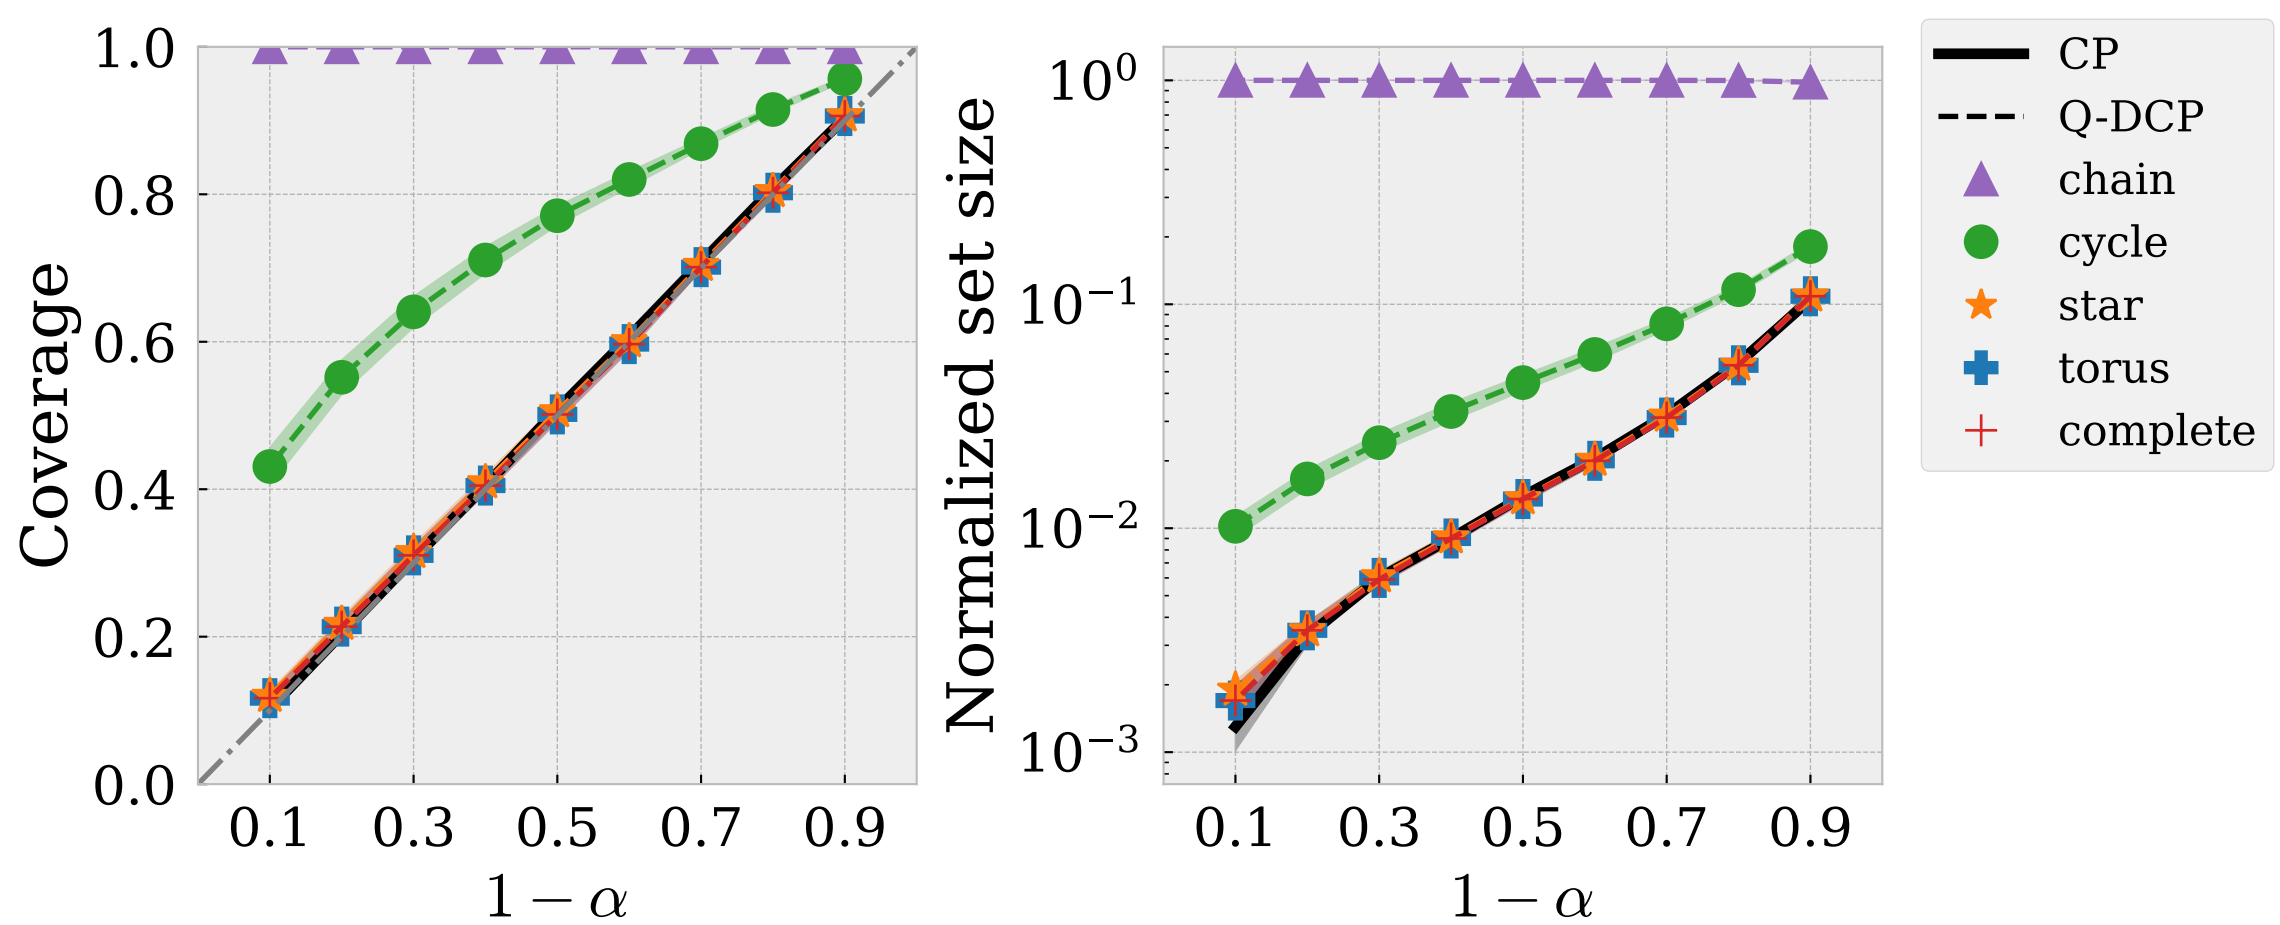 Coverage
1.0
0.8
0.6
0.4
0.2
0.0
0.1 0.3 0.5 0.7 0.9
1 − α
Normalized set size
10⁰
10⁻¹
10⁻²
10⁻³
0.1 0.3 0.5 0.7 0.9
1 − α
CP
Q-DCP
chain
cycle
star
torus
complete